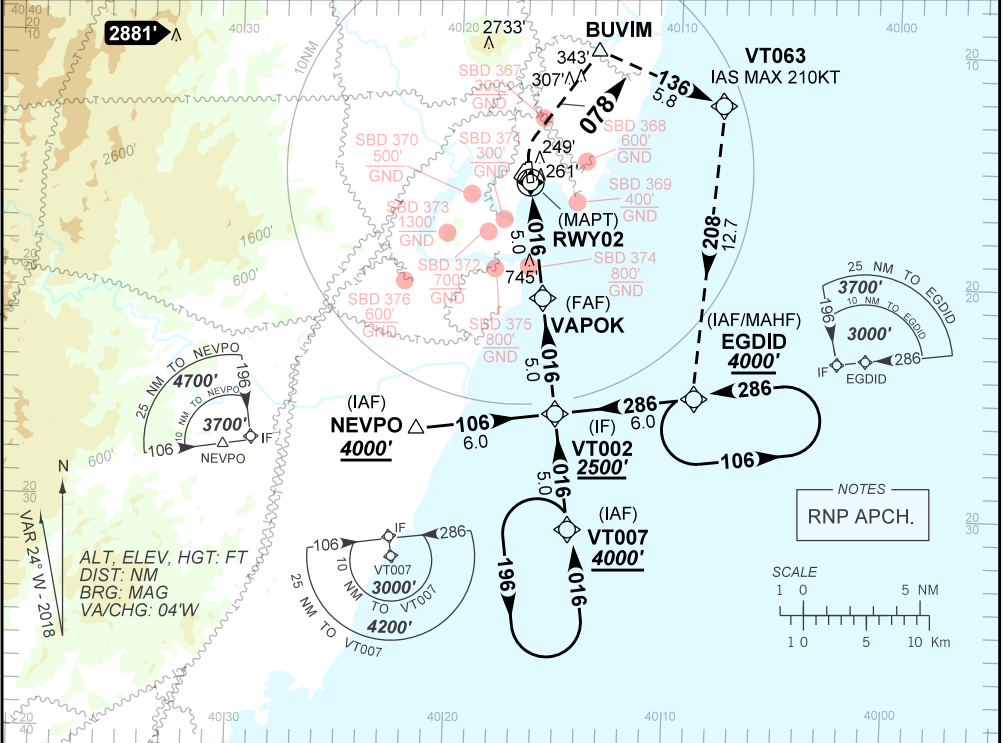 40 40
20
10
40/30
40/20
40/10
40/00
20
10
2881'
2733'
10NM
BUVIM
VT063
IAS MAX 210KT
136
5.8
343'
307'
078
SBD 367
300'
GND
SBD 368
600'
GND
SBD 370
500'
GND
SBD 371
300'
GND
249'
261'
SBD 369
400'
GND
SBD 373
1300'
GND
(MAPT)
RWY02
016
5.0
208
12.7
2600'
1600'
600'
SBD 372
700'
GND
745'
SBD 374
800'
GND
SBD 376
600'
GND
SBD 375
800'
GND
(FAF)
VAPOK
016
5.0
20
20
20
20
25 NM TO EGDID
3700'
10 NM TO EGDID
3000'
196
286
IF
EGDID
(IAF/MAHF)
EGDID
4000'
286
106
286
6.0
25 NM TO NEVPO
4700'
10 NM TO NEVPO
3700'
196
106
IF
NEVPO
600'
(IAF)
NEVPO
4000'
106
6.0
(IF)
VT002
2500'
016
5.0
(IAF)
VT007
4000'
196
016
N
VAR 24° W - 2018
20
30
20
30
ALT, ELEV, HGT: FT
DIST: NM
BRG: MAG
VA/CHG: 04'W
IF
106
286
VT007
3000'
10 NM TO VT007
4200'
25 NM TO VT007
NOTES
RNP APCH.
SCALE
1 0 5 NM
1 0 5 10 Km
20
40
40/30
40/20
40/10
40/00